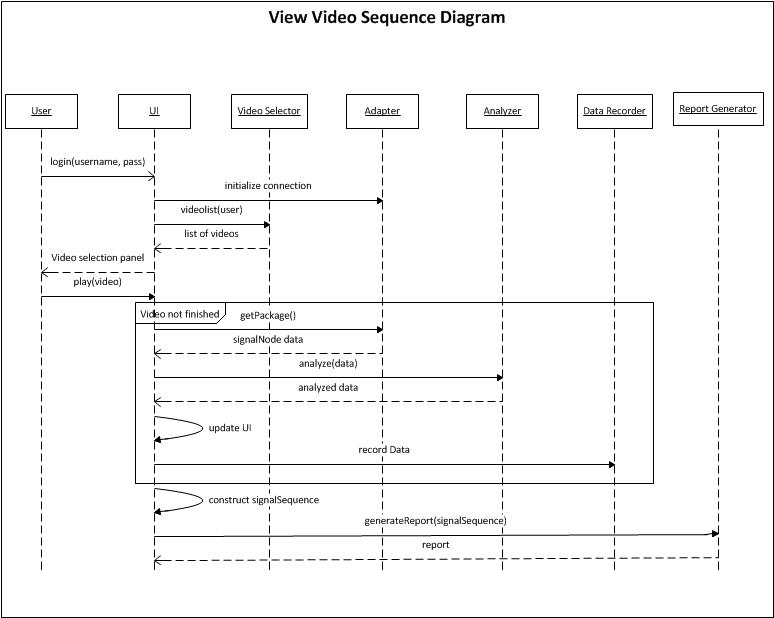 View Video Sequence Diagram
User
UI
Video Selector
Adapter
Analyzer
Data Recorder
Report Generator
login(username, pass)
initialize connection
videolist(user)
list of videos
Video selection panel
play(video)
Video not finished
getPackage()
signalNode data
analyze(data)
analyzed data
update UI
record Data
construct signalSequence
generateReport(signalSequence)
report